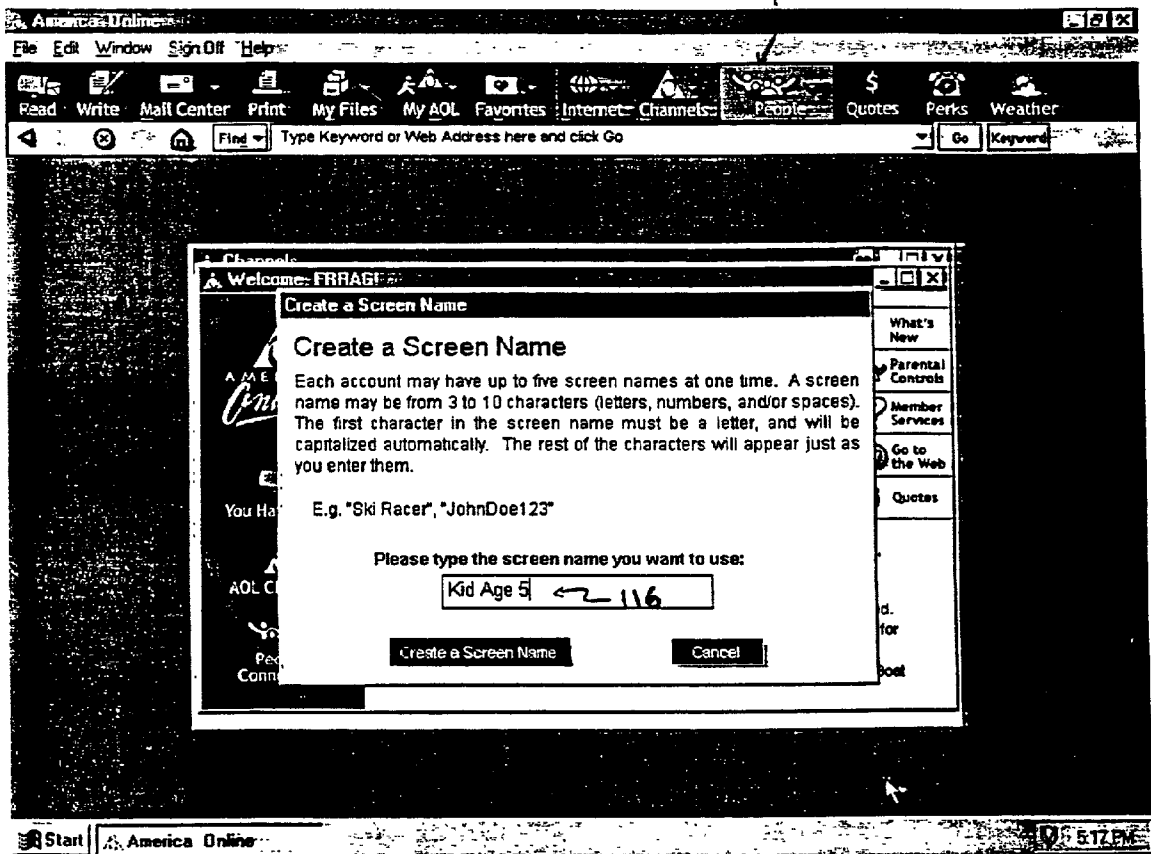 America Online
File Edit Window Sign Off Help
Read Write Mail Center Print My Files My AOL Favorites Internet Channels People Quotes Perks Weather
Find Type Keyword or Web Address here and click Go Go Keyword
Channels
Welcome, FRRAG!
Create a Screen Name
Create a Screen Name
Each account may have up to five screen names at one time. A screen
name may be from 3 to 10 characters (letters, numbers, and/or spaces).
The first character in the screen name must be a letter, and will be
capitalized automatically. The rest of the characters will appear just as
you enter them.
E.g. "Ski Racer", "JohnDoe123"
Please type the screen name you want to use:
Kid Age 5 116
Create a Screen Name Cancel
What's
New
Parental
Controls
Member
Services
Go to
the Web
Quotes
AME
You Ha
AOL C
Peo
Conn
d.
for
Boat
Start America Online 5:17 PM